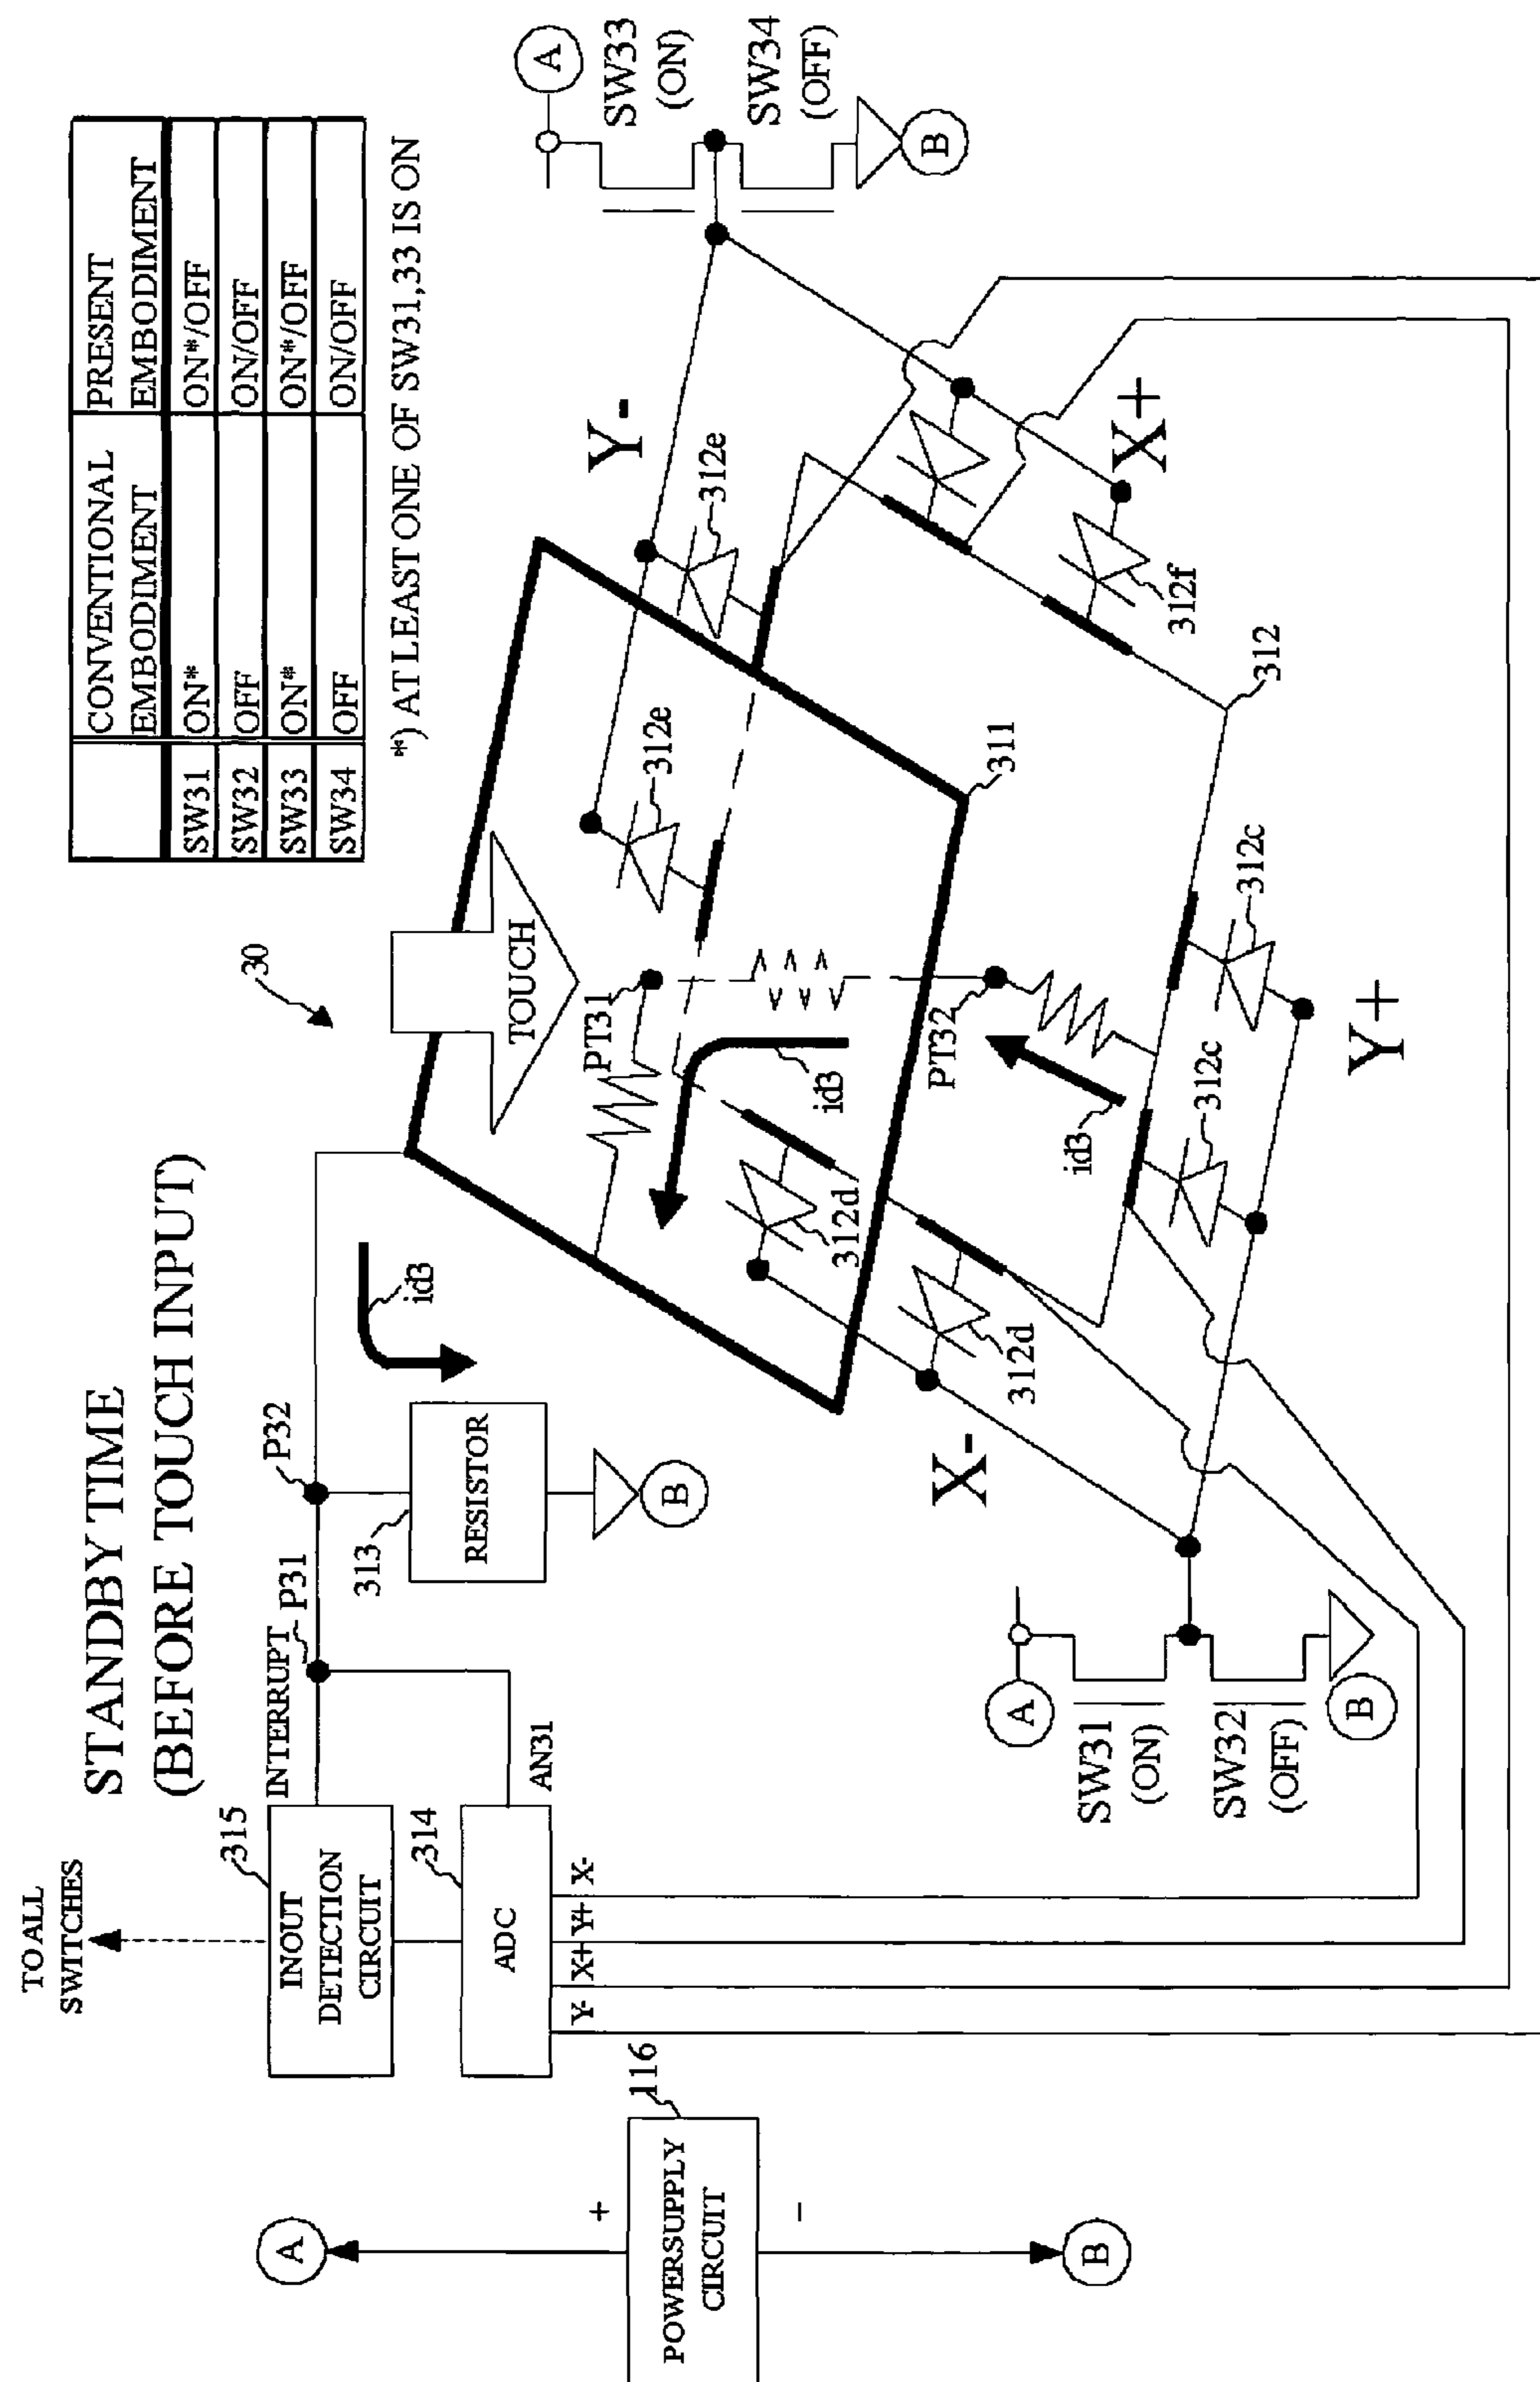 STANDBY TIME
(BEFORE TOUCH INPUT)
	CONVENTIONAL EMBODIMENT	PRESENT EMBODIMENT
SW31	ON*	ON*/OFF
SW32	OFF	ON/OFF
SW33	ON*	ON*/OFF
SW34	OFF	ON/OFF
*) AT LEAST ONE OF SW31,33 IS ON
TO ALL
SWITCHES
315
INOUT
DETECTION
CIRCUIT
INTERRUPT
P31
P32
30
314
ADC
AN31
Y-
X+
Y+
X-
313
RESISTOR
B
id3
TOUCH
PT31
PT32
id3
id3
312e
312e
Y-
A
SW33
(ON)
SW34
(OFF)
B
311
312
312f
X+
312d
312d
X-
312c
312c
Y+
A
SW31
(ON)
SW32
(OFF)
B
A
+
116
POWERSUPPLY
CIRCUIT
-
B